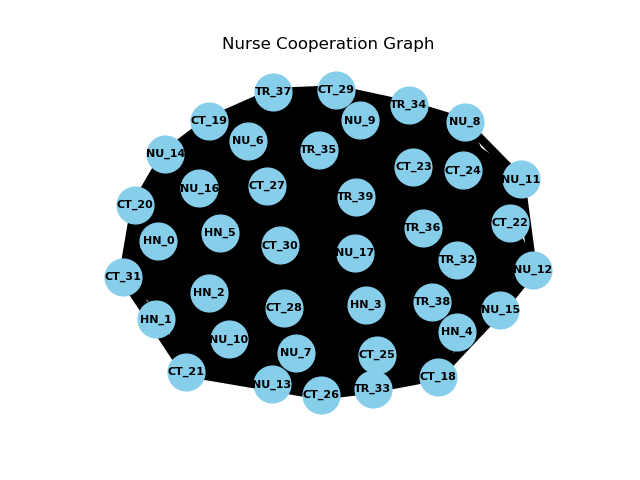 Nurse Cooperation Graph
TR_37
CT_29
TR_34
CT_19
NU_9
NU_8
NU_6
TR_35
NU_14
CT_23
CT_24
NU_11
NU_16
CT_27
TR_39
CT_20
CT_22
HN_0
HN_5
TR_36
CT_30
NU_17
TR_32
NU_12
CT_31
HN_2
CT_28
HN_3
TR_38
NU_15
HN_1
HN_4
NU_10
NU_7
CT_25
CT_21
NU_13
CT_26
TR_33
CT_18